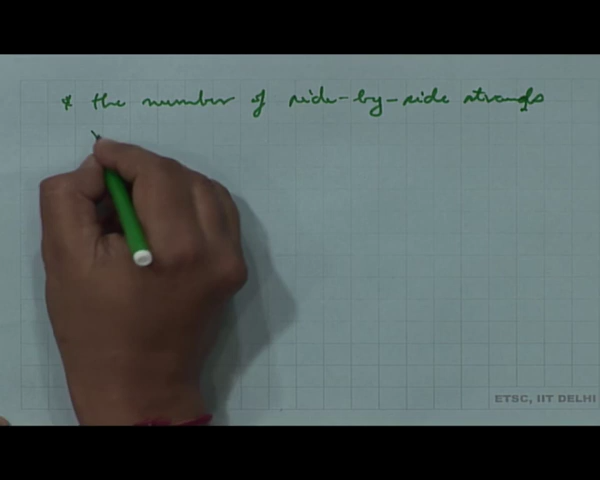 * the number of side-by-side strands
ETSC, IIT DELHI